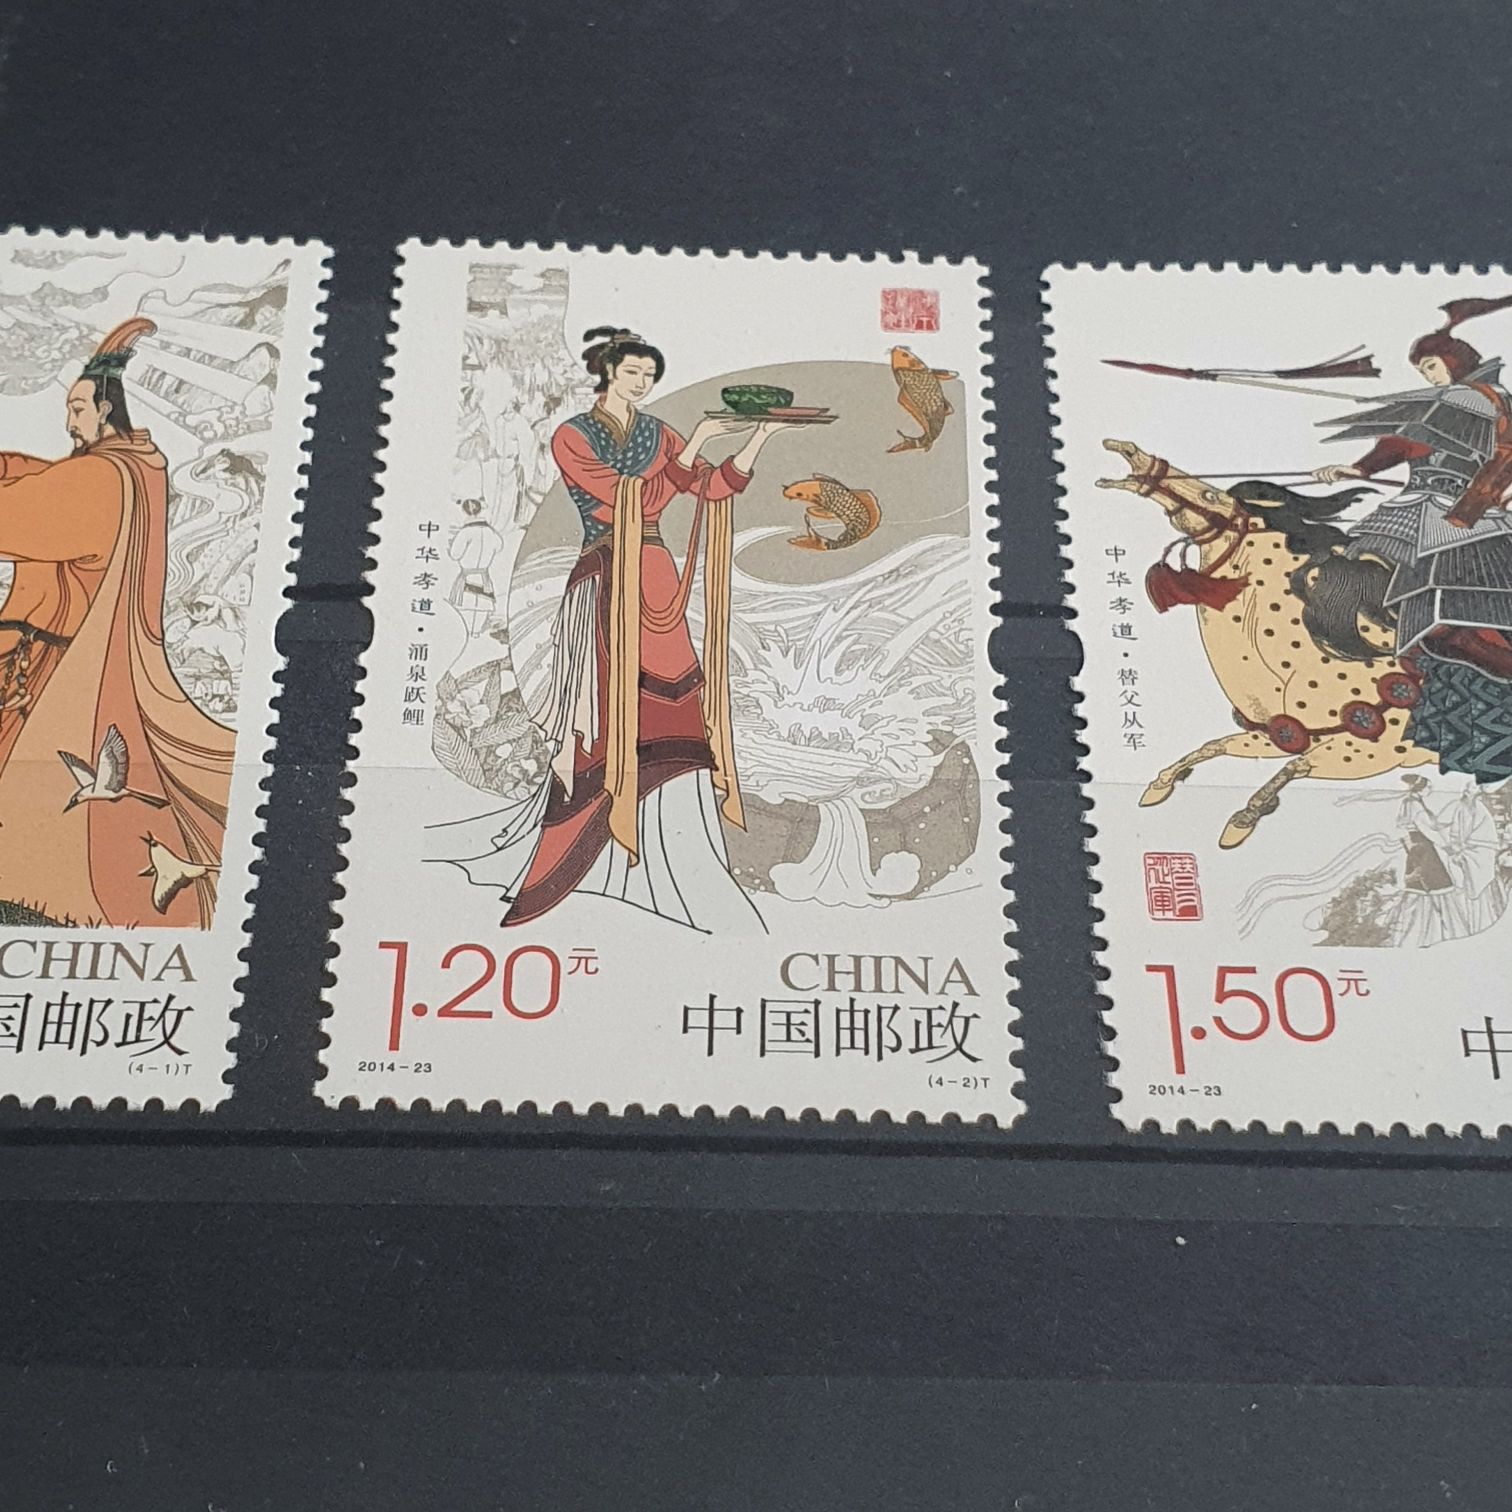 CHINA
国邮政
(4-1)T
中华孝道·涌泉跃鲤
1.20元
CHINA
中国邮政
2014-23
(4-2)T
中华孝道·替父从军
1.50元
中
2014-23